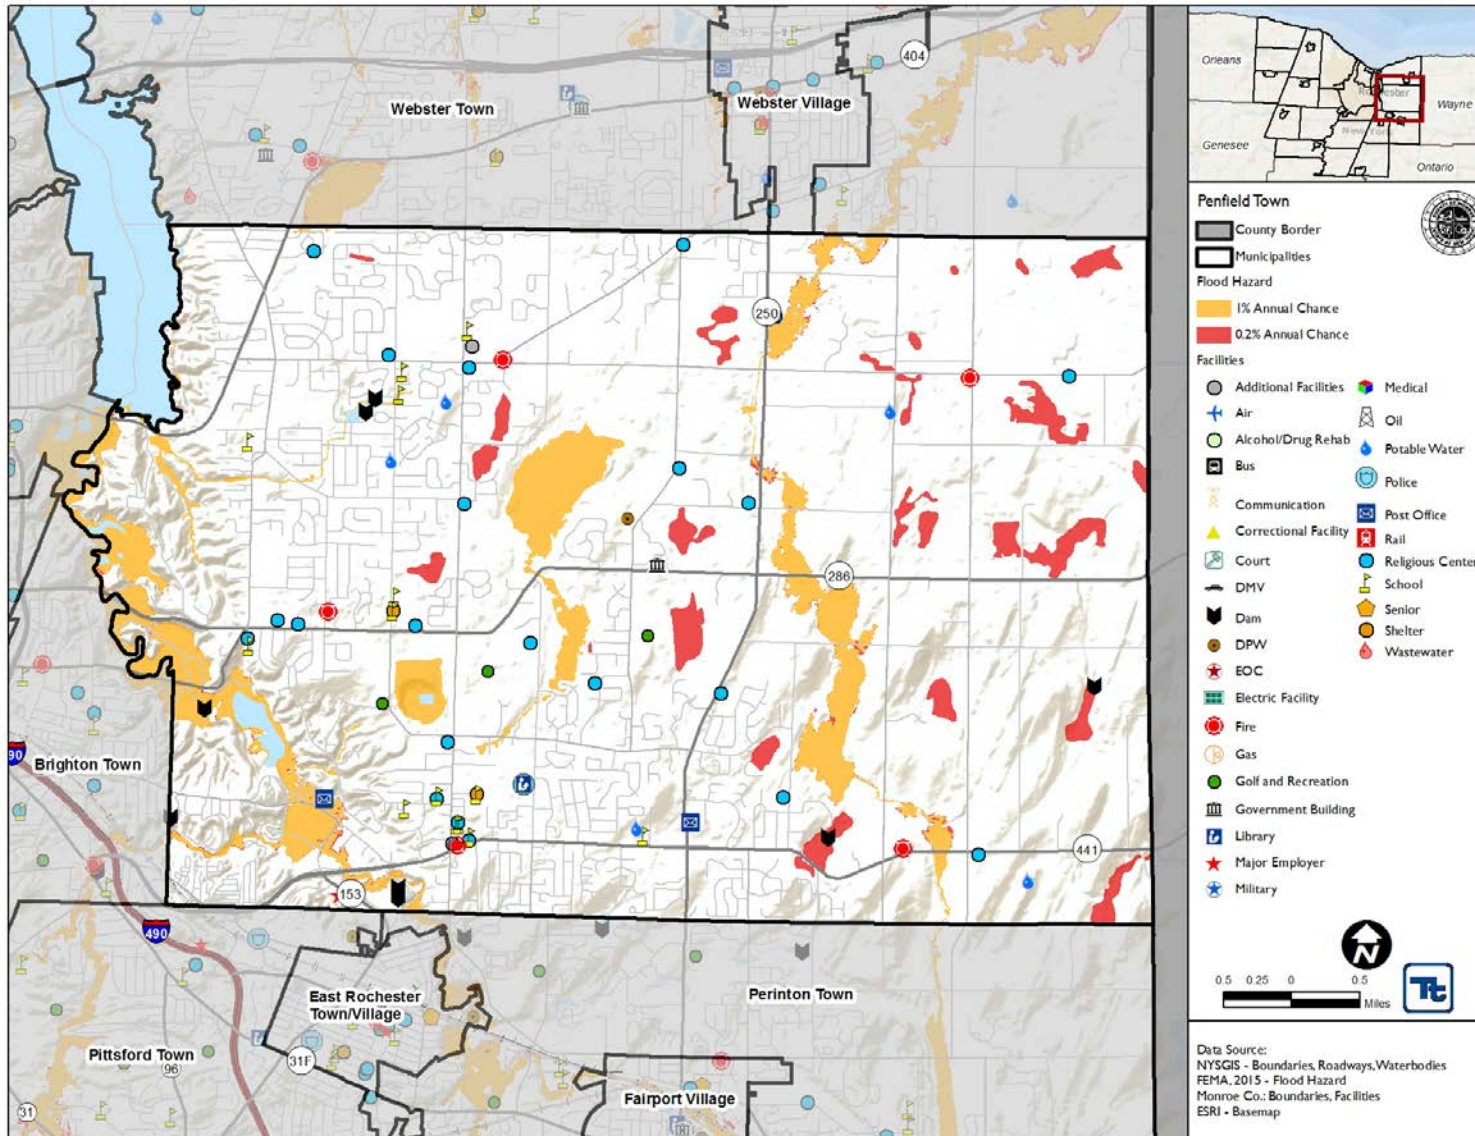 Webster Town
Webster Village
404
250
286
Brighton Town
90
490
153
441
East Rochester
Town/Village
Perinton Town
Pittsford Town
96
31F
31
Fairport Village
Orleans
Rochester
Wayne
New York
Genesee
Ontario
Penfield Town
County Border
Municipalities
Flood Hazard
1% Annual Chance
0.2% Annual Chance
Facilities
Additional Facilities
Air
Alcohol/Drug Rehab
Bus
Communication
Correctional Facility
Court
DMV
Dam
DPW
EOC
Electric Facility
Fire
Gas
Golf and Recreation
Government Building
Library
Major Employer
Military
Medical
Oil
Potable Water
Police
Post Office
Rail
Religious Center
School
Senior
Shelter
Wastewater
N
0.5 0.25 0 0.5
Miles
Tt
Data Source:
NYSGIS - Boundaries, Roadways, Waterbodies
FEMA, 2015 - Flood Hazard
Monroe Co.: Boundaries, Facilities
ESRI - Basemap